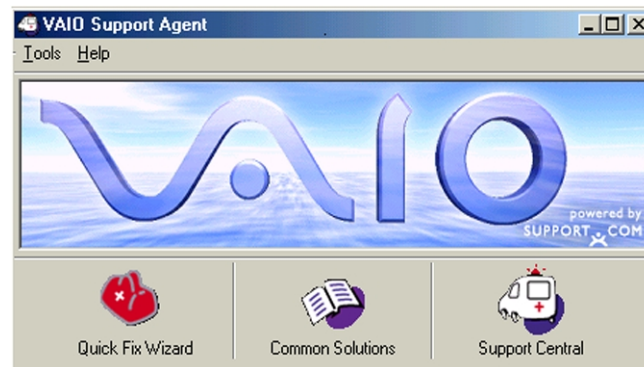 VAIO Support Agent
Tools Help
VAIO
powered by
SUPPORT.COM
Quick Fix Wizard
Common Solutions
Support Central